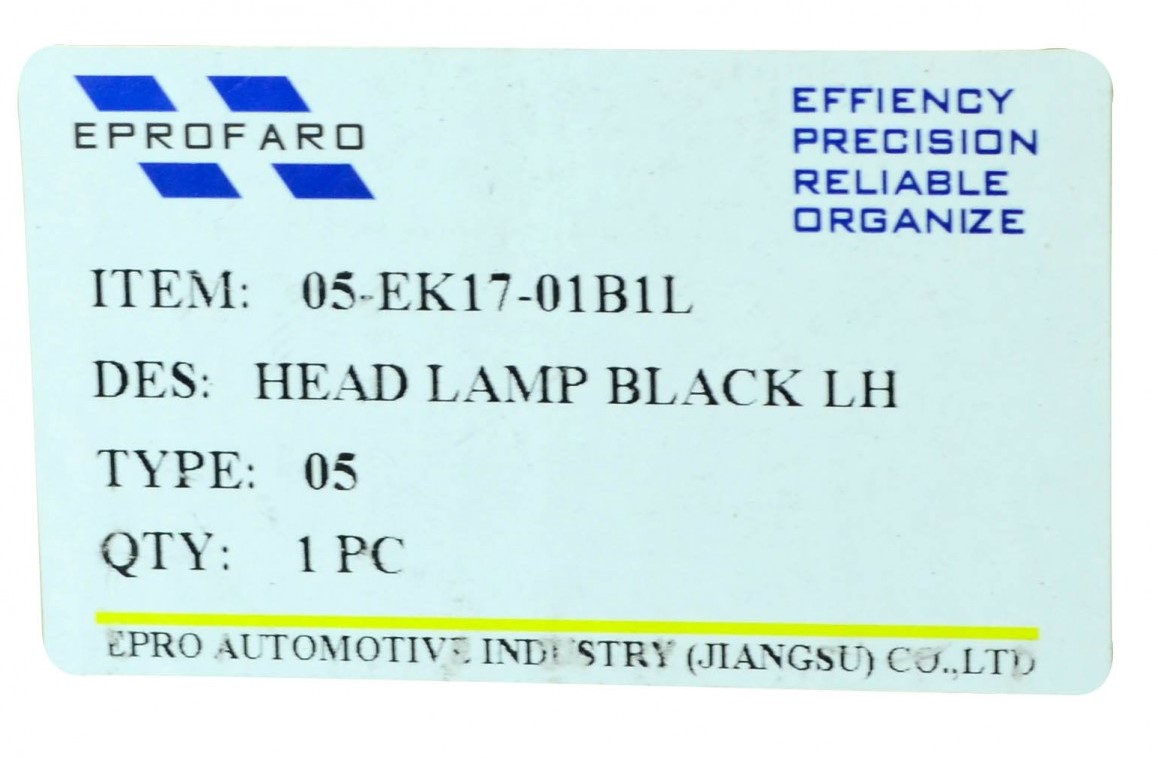 EPROFARO
EFFIENCY
PRECISION
RELIABLE
ORGANIZE
ITEM: 05-EK17-01B1L
DES: HEAD LAMP BLACK LH
TYPE: 05
QTY: 1 PC
EPRO AUTOMOTIVE INDUSTRY (JIANGSU) CO.,LTD